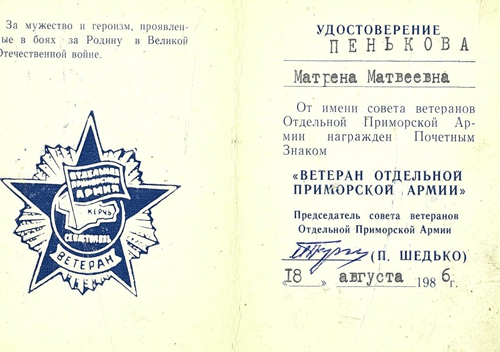 За мужество и героизм, проявлен-
ые в боях за Родину в Великой
Отечественной войне.
ОТДЕЛЬНАЯ
ПРИМОРСКАЯ
АРМИЯ
КЕРЧЬ
СЕВАСТОПОЛЬ
ВЕТЕРАН
УДОСТОВЕРЕНИЕ
ПЕНЬКОВА
Матрена Матвеевна
От имени совета ветеранов
Отдельной Приморской Ар-
мии награжден Почетным
Знаком
«ВЕТЕРАН ОТДЕЛЬНОЙ
ПРИМОРСКОЙ АРМИИ»
Председатель совета ветеранов
Отдельной Приморской Армии
(П. ШЕДЬКО)
«18» августа 1986г.